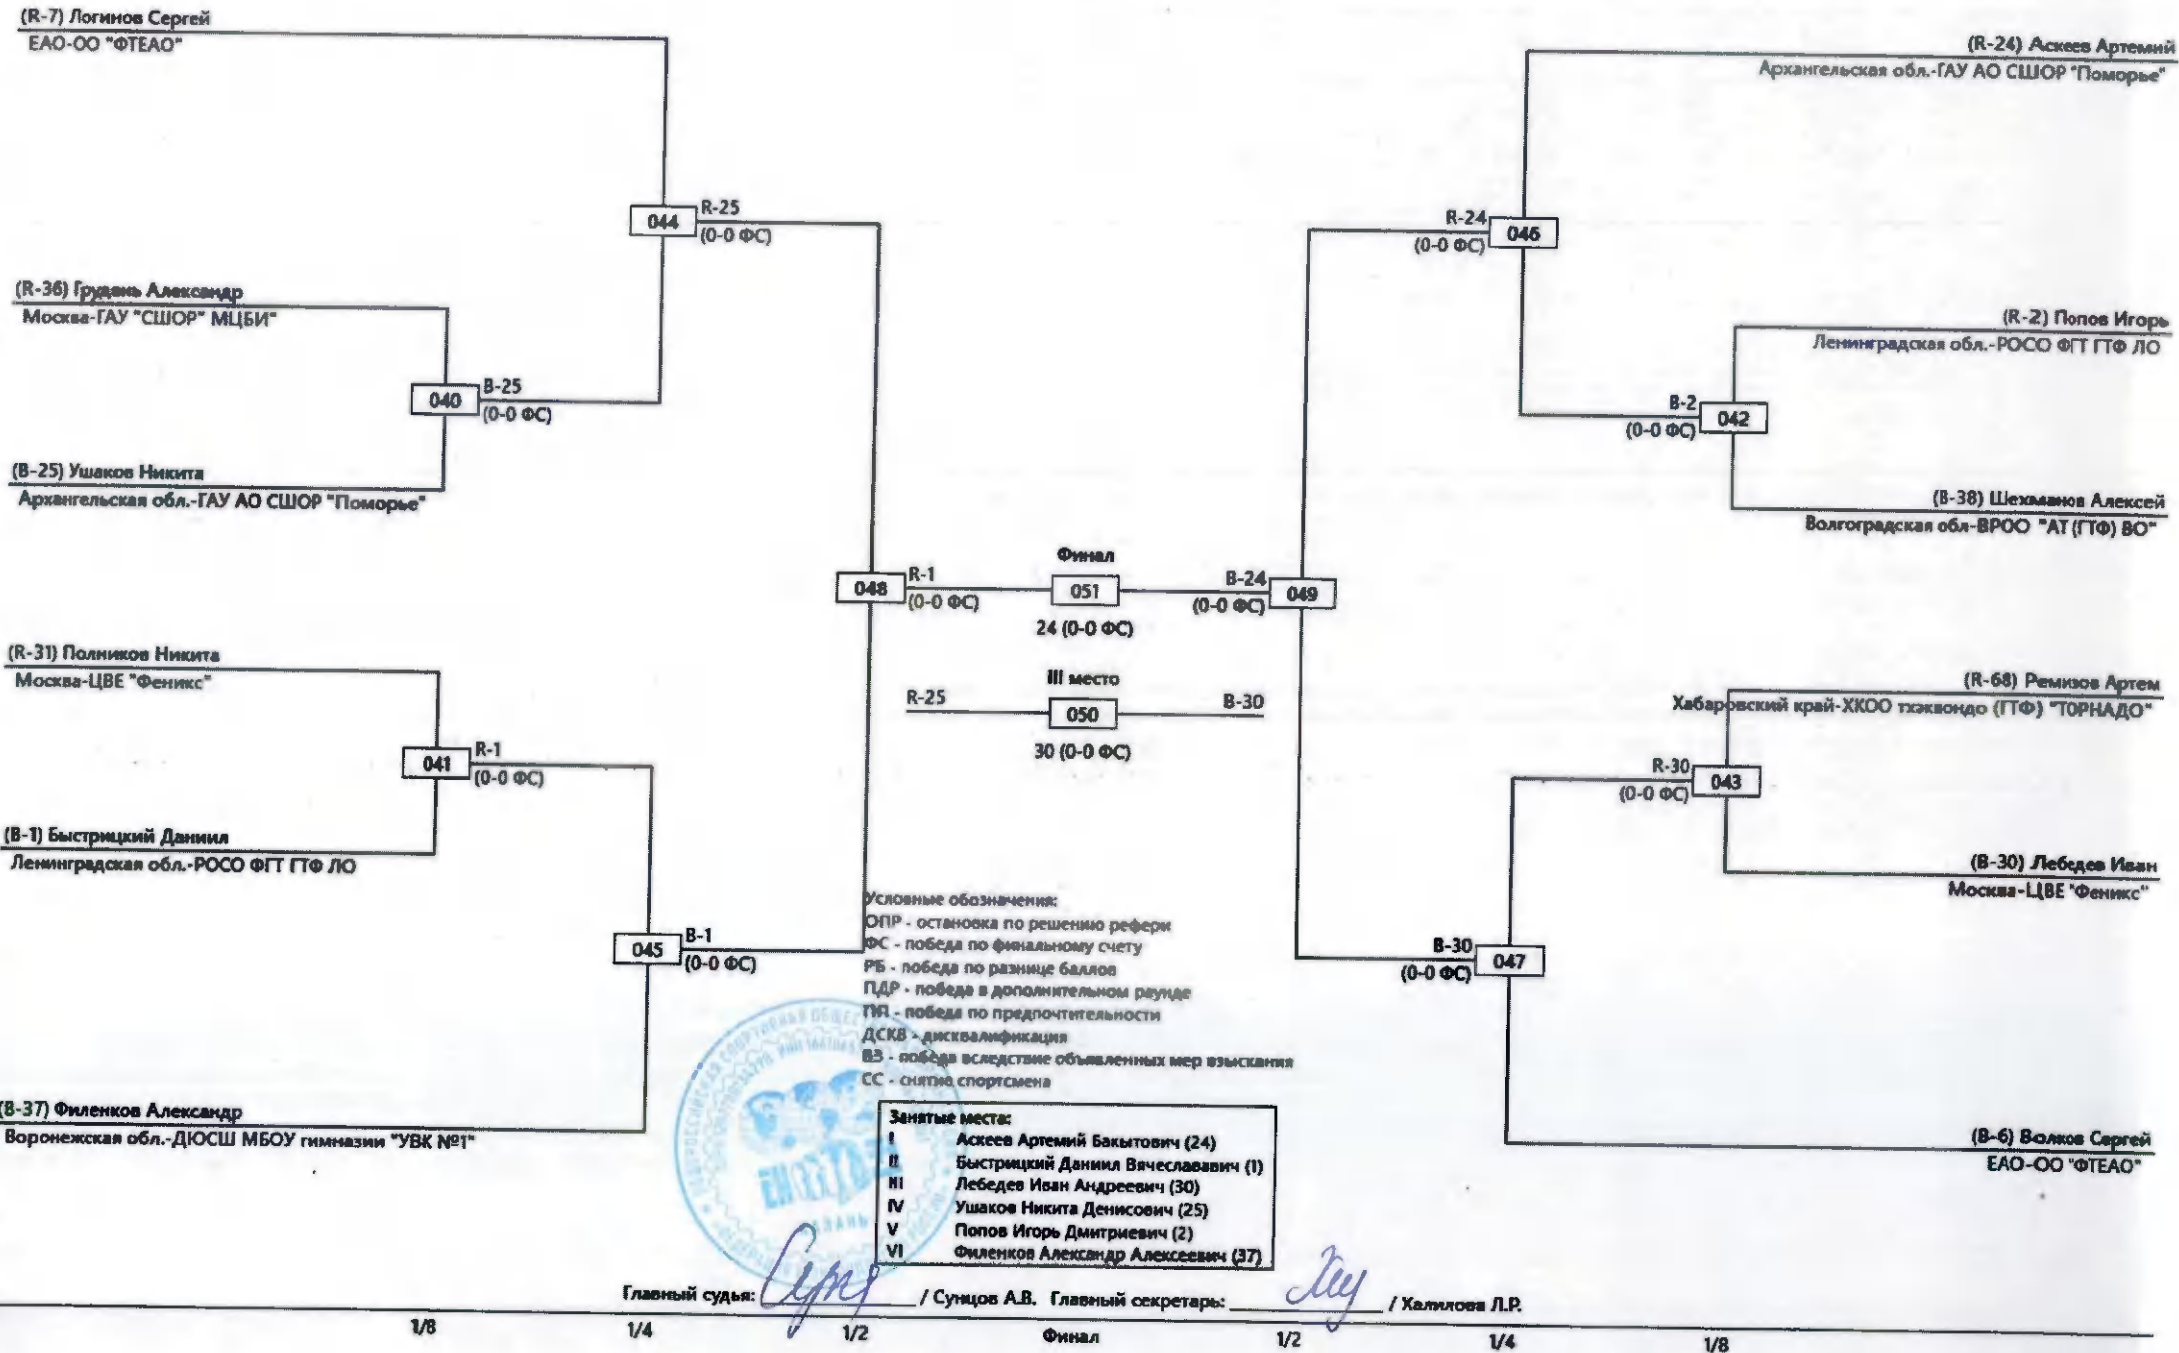 (R-7) Логинов Сергей
ЕАО-ОО "ФТЕАО"
(R-24) Аскеев Артемий
Архангельская обл.-ГАУ АО СШОР "Поморье"
044
R-25
(0-0 ФС)
R-24
(0-0 ФС)
046
(R-36) Грудень Александр
Москва-ГАУ "СШОР" МЦБИ"
(R-2) Попов Игорь
Ленинградская обл.-РОСО ФГТ ГТФ ЛО
040
B-25
(0-0 ФС)
B-2
(0-0 ФС)
042
(B-25) Ушаков Никита
Архангельская обл.-ГАУ АО СШОР "Поморье"
(B-38) Шехманов Алексей
Волгоградская обл-ВРОО "АТ (ГТФ) ВО"
048
R-1
(0-0 ФС)
Финал
051
24 (0-0 ФС)
B-24
(0-0 ФС)
049
III место
R-25
050
B-30
30 (0-0 ФС)
(R-31) Полников Никита
Москва-ЦВЕ "Феникс"
(R-68) Ремизов Артем
Хабаровский край-ХКОО тхэквондо (ГТФ) "ТОРНАДО"
041
R-1
(0-0 ФС)
R-30
(0-0 ФС)
043
(B-1) Быстрицкий Даниил
Ленинградская обл.-РОСО ФГТ ГТФ ЛО
(B-30) Лебедев Иван
Москва-ЦВЕ "Феникс"
045
B-1
(0-0 ФС)
B-30
(0-0 ФС)
047
Условные обозначения:
ОПР - остановка по решению рефери
ФС - победа по финальному счету
РБ - победа по разнице баллов
ПДР - победа в дополнительном раунде
ПП - победа по предпочтительности
ДСКВ - дисквалификация
ВЗ - победа вследствие объявленных мер взыскания
СС - снятие спортсмена
(B-37) Филенков Александр
Воронежская обл.-ДЮСШ МБОУ гимназии "УВК №1"
(B-6) Волков Сергей
ЕАО-ОО "ФТЕАО"
Занятые места:
I Аскеев Артемий Бакытович (24)
II Быстрицкий Даниил Вячеславович (1)
III Лебедев Иван Андреевич (30)
IV Ушаков Никита Денисович (25)
V Попов Игорь Дмитриевич (2)
VI Филенков Александр Алексеевич (37)
Главный судья: / Сунцов А.В. Главный секретарь: / Халилова Л.Р.
1/8 1/4 1/2 Финал 1/2 1/4 1/8